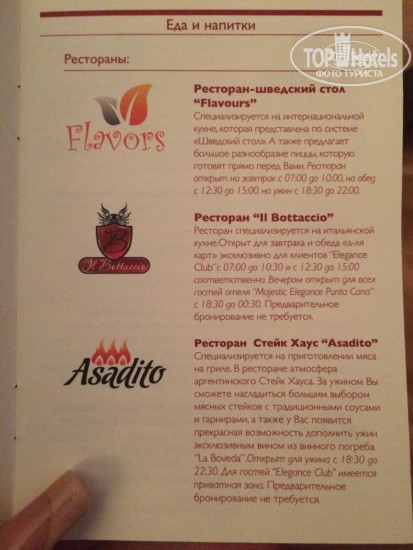 Еда и напитки
TOP Hotels
ФОТО ТУРИСТА
Рестораны:
Flavors
Ресторан-шведский стол
"Flavours"
Специализируется на интернациональной
кухне, которая представлена по системе
«Шведский стол». А также предлагает
большое разнообразие пиццы, которую
готовят прямо перед Вами. Ресторан
открыт на завтрак с 07:00 до 10:00, на обед
с 12:30 до 15:00, на ужин с 18:30 до 22:00.
B
Il Bottaccio
Ресторан "Il Bottaccio"
Ресторан специализируется на итальянской
кухне.Открыт для завтрака и обеда «а-ля
карт» эксклюзивно для клиентов "Elegance
Club".с 07:00 до 10:30 и с 12:30 до 15:00
соответственно. Вечером открыт для всех
гостей отеля "Majestic Elegance Punta Cana"
с 18:30 до 00:30. Предварительное
бронирование не требуется.
Asadito
Ресторан Стейк Хаус "Asadito"
Специализируется на приготовлении мяса
на гриле. В ресторане атмосфера
аргентинского Стейк Хауса. За ужином Вы
сможете насладиться большим выбором
мясных стейков с традиционными соусами
и гарнирами, а также у Вас появится
прекрасная возможность дополнить ужин
эксклюзивным вином из винного погреба
"La Boveda".Открыт для ужина с 18:30 до
22:30. Для гостей "Elegance Club" имеется
приватная зона. Предварительное
бронирование не требуется.